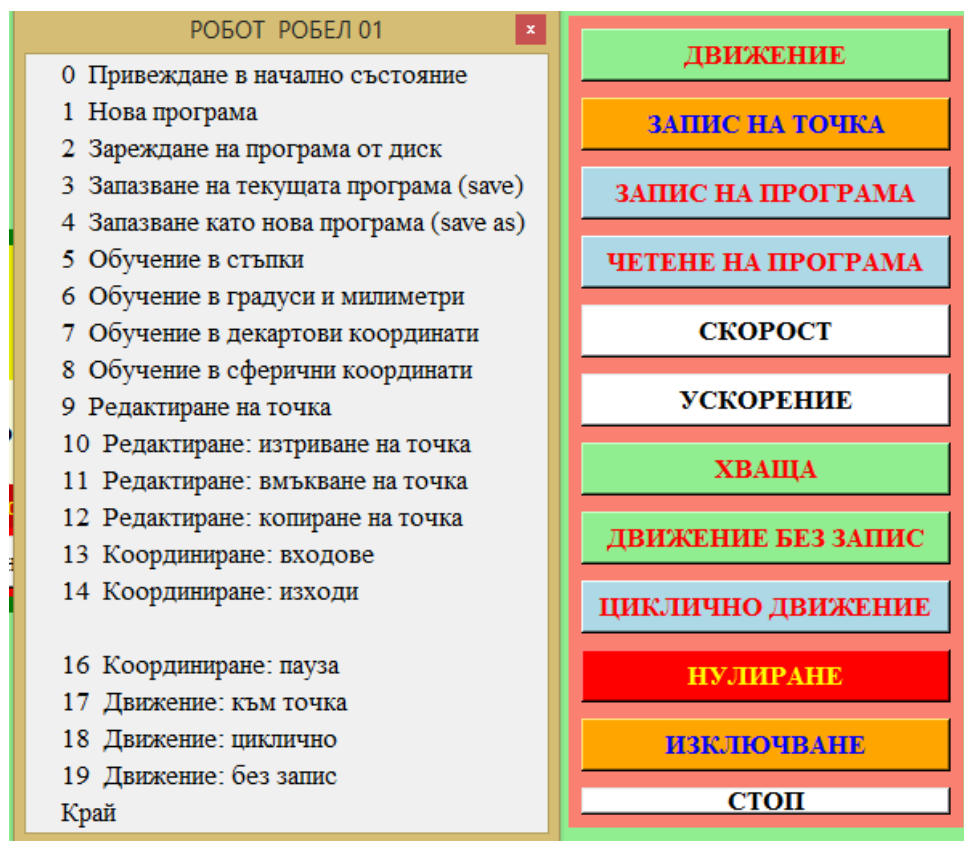 РОБОТ РОБЕЛ 01
x
0 Привеждане в начално състояние
1 Нова програма
2 Зареждане на програма от диск
3 Запазване на текущата програма (save)
4 Запазване като нова програма (save as)
5 Обучение в стъпки
6 Обучение в градуси и милиметри
7 Обучение в декартови координати
8 Обучение в сферични координати
9 Редактиране на точка
10 Редактиране: изтриване на точка
11 Редактиране: вмъкване на точка
12 Редактиране: копиране на точка
13 Координиране: входове
14 Координиране: изходи
16 Координиране: пауза
17 Движение: към точка
18 Движение: циклично
19 Движение: без запис
Край
ДВИЖЕНИЕ
ЗАПИС НА ТОЧКА
ЗАПИС НА ПРОГРАМА
ЧЕТЕНЕ НА ПРОГРАМА
СКОРОСТ
УСКОРЕНИЕ
ХВАЩА
ДВИЖЕНИЕ БЕЗ ЗАПИС
ЦИКЛИЧНО ДВИЖЕНИЕ
НУЛИРАНЕ
ИЗКЛЮЧВАНЕ
СТОП